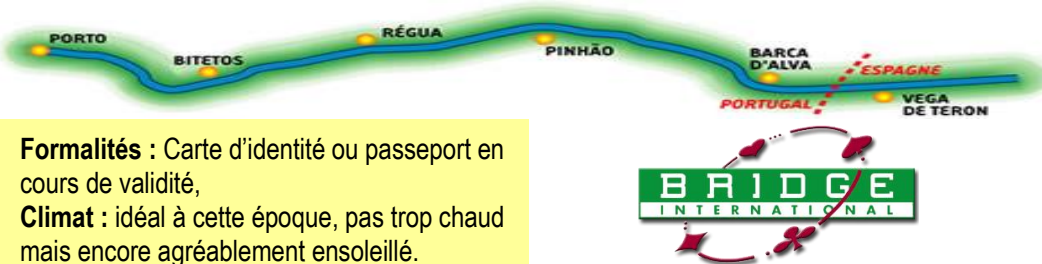 PORTO
BITETOS
RÉGUA
PINHÃO
BARCA
D'ALVA
ESPAGNE
PORTUGAL
VEGA
DE TERON
Formalités : Carte d'identité ou passeport en
cours de validité,
Climat : idéal à cette époque, pas trop chaud
mais encore agréablement ensoleillé.
BRIDGE
INTERNATIONAL